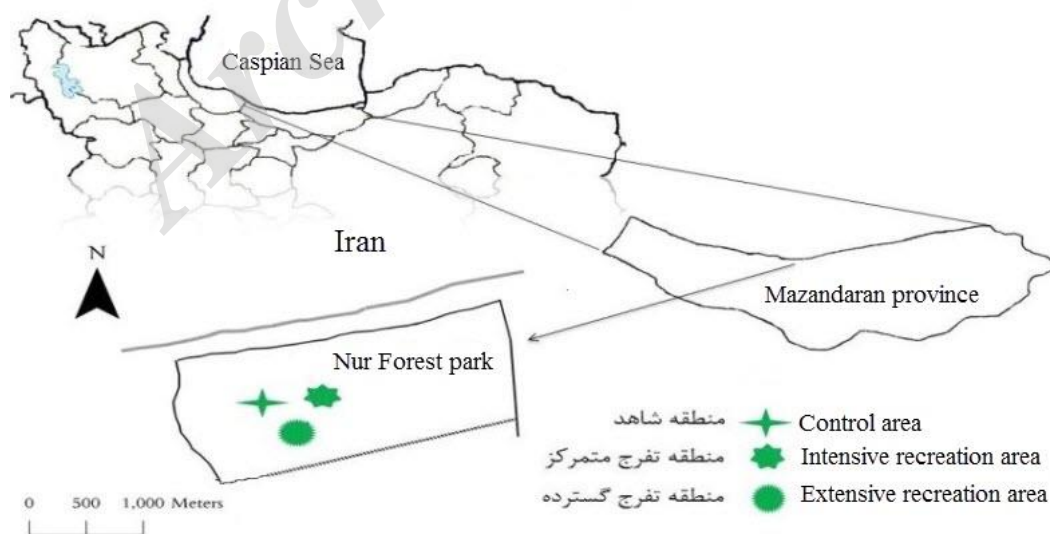 Caspian Sea
Iran
N
Mazandaran province
Nur Forest park
منطقه شاهد Control area
منطقه تفرج متمرکز Intensive recreation area
منطقه تفرج گسترده Extensive recreation area
0 500 1,000 Meters